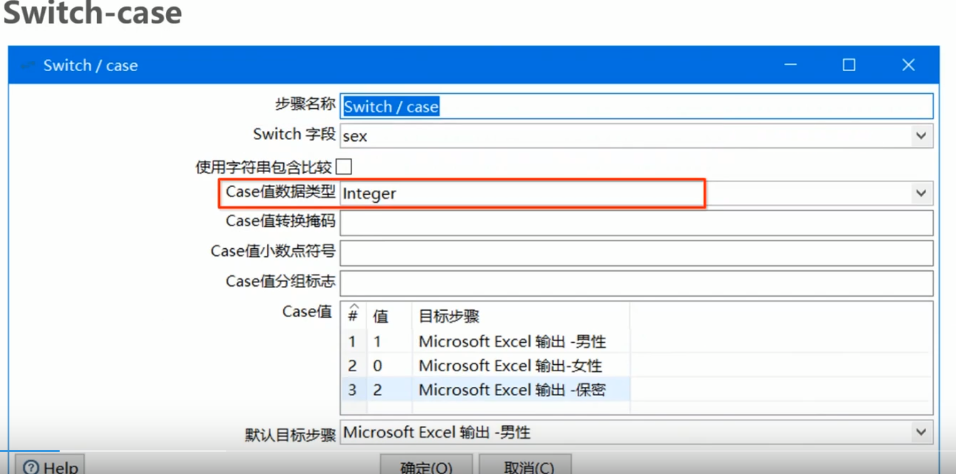 Switch-case
Switch / case
步骤名称 Switch / case
Switch 字段 sex
使用字符串包含比较
Case值数据类型 Integer
Case值转换掩码
Case值小数点符号
Case值分组标志
Case值 # 值 目标步骤
1 1 Microsoft Excel 输出 -男性
2 0 Microsoft Excel 输出-女性
3 2 Microsoft Excel 输出 -保密
默认目标步骤 Microsoft Excel 输出 -男性
Help 确定(O) 取消(C)